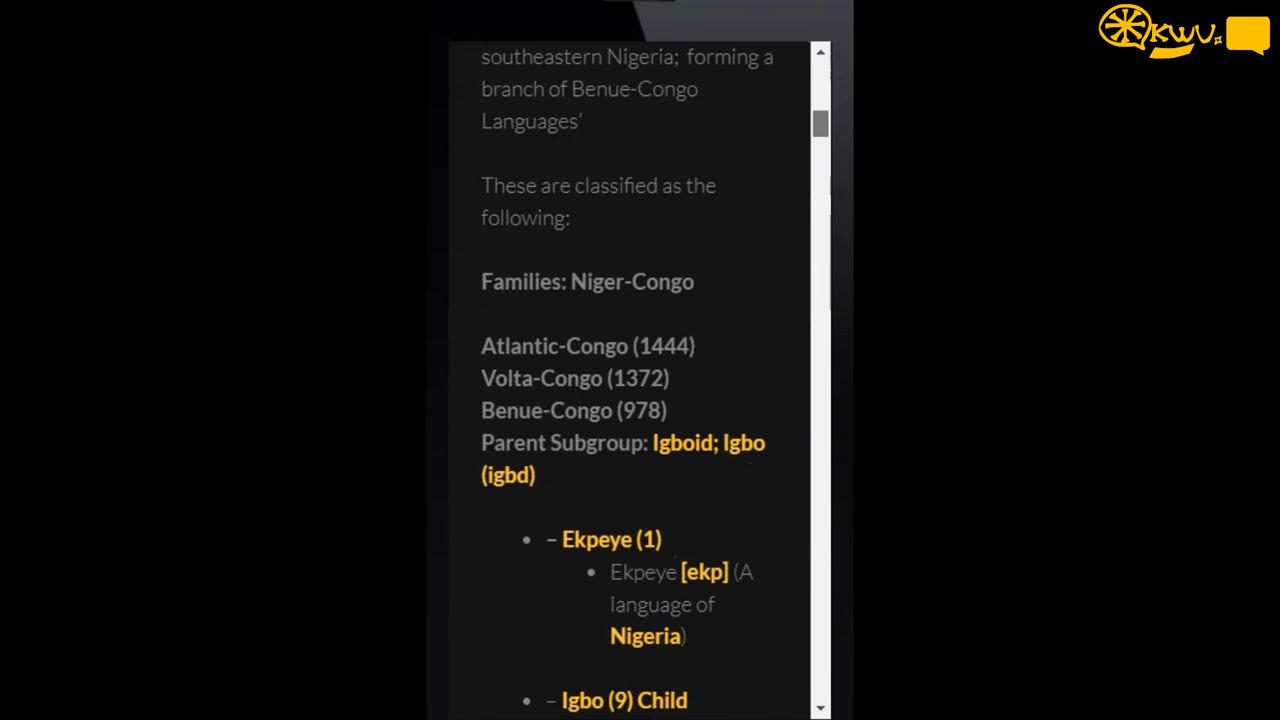 OKWU.
southeastern Nigeria; forming a
branch of Benue-Congo
Languages’
These are classified as the
following:
Families: Niger-Congo
Atlantic-Congo (1444)
Volta-Congo (1372)
Benue-Congo (978)
Parent Subgroup: Igboid; Igbo
(igbd)
• – Ekpeye (1)
• Ekpeye [ekp] (A
language of
Nigeria)
• – Igbo (9) Child